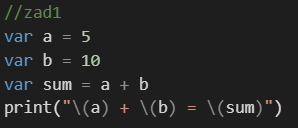 //zad1
var a = 5
var b = 10
var sum = a + b
print("\(a) + \(b) = \(sum)")